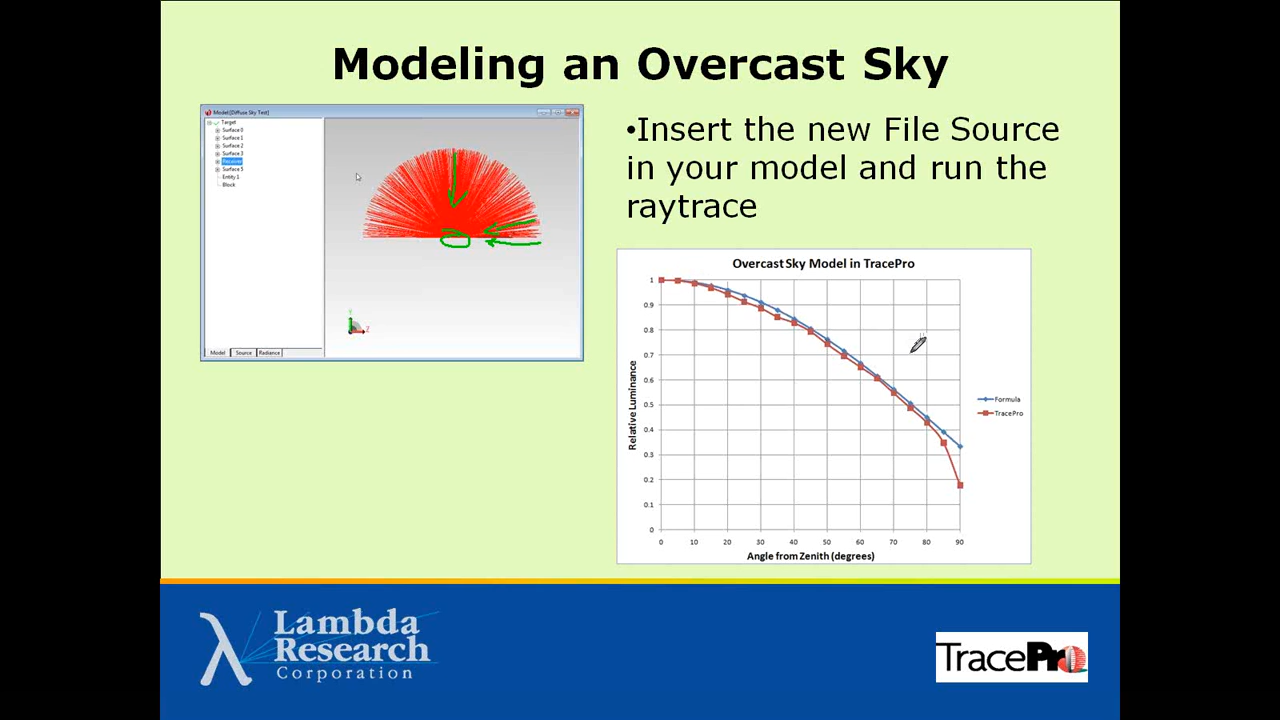 Modeling an Overcast Sky
Model:[Diffuse Sky Test]
Target
Surface 0
Surface 1
Surface 2
Surface 3
Receiver
Surface 5
Entity 1
Block
Model Source Radiance
Y
Z
•Insert the new File Source
in your model and run the
raytrace
Overcast Sky Model in TracePro
Relative Luminance
1
0.9
0.8
0.7
0.6
0.5
0.4
0.3
0.2
0.1
0
0 10 20 30 40 50 60 70 80 90
Angle from Zenith (degrees)
Formula
TracePro
λ Lambda
Research
Corporation
TracePro